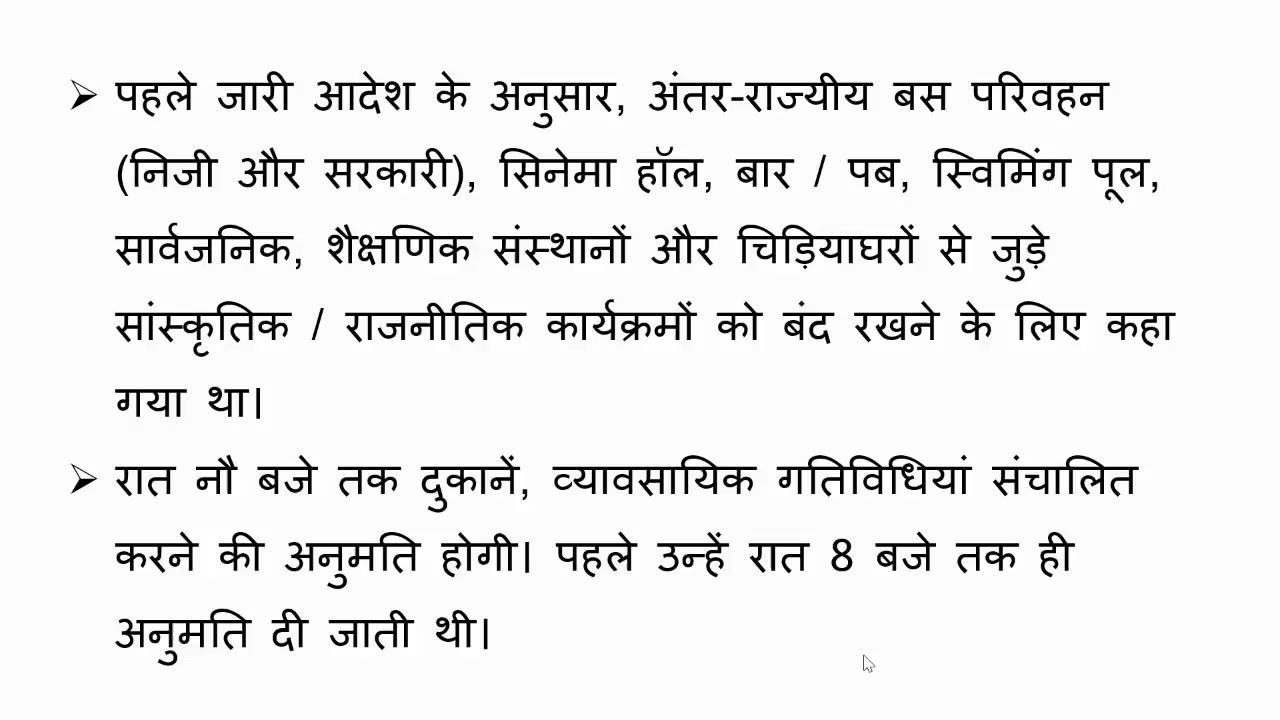 ➢ पहले जारी आदेश के अनुसार, अंतर-राज्यीय बस परिवहन
(निजी और सरकारी), सिनेमा हॉल, बार / पब, स्विमिंग पूल,
सार्वजनिक, शैक्षणिक संस्थानों और चिड़ियाघरों से जुड़े
सांस्कृतिक / राजनीतिक कार्यक्रमों को बंद रखने के लिए कहा
गया था।
➢ रात नौ बजे तक दुकानें, व्यावसायिक गतिविधियां संचालित
करने की अनुमति होगी। पहले उन्हें रात 8 बजे तक ही
अनुमति दी जाती थी।